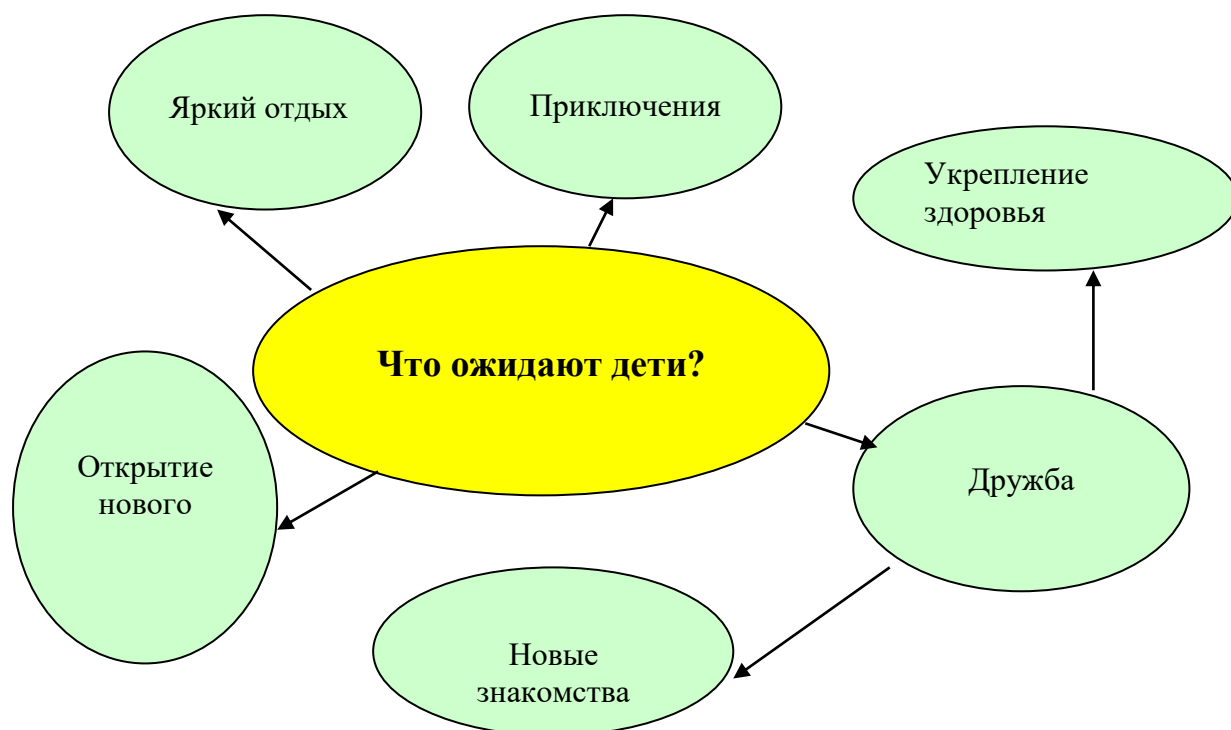 Яркий отдых
Приключения
Укрепление
здоровья
Что ожидают дети?
Открытие
нового
Дружба
Новые
знакомства